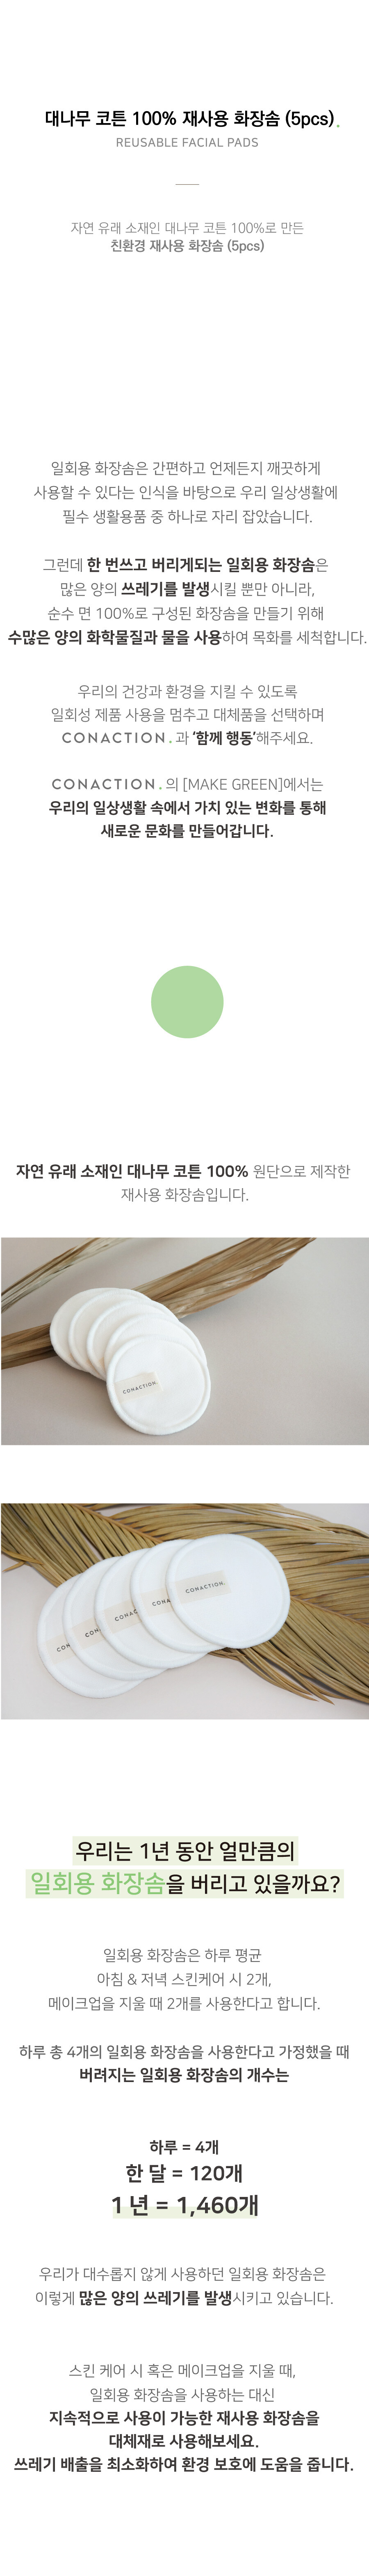 대나무 코튼 100% 재사용 화장솜 (5pcs).
REUSABLE FACIAL PADS
자연 유래 소재인 대나무 코튼 100%로 만든
친환경 재사용 화장솜 (5pcs)
일회용 화장솜은 간편하고 언제든지 깨끗하게
사용할 수 있다는 인식을 바탕으로 우리 일상생활에
필수 생활용품 중 하나로 자리 잡았습니다.
그런데 한 번쓰고 버리게되는 일회용 화장솜은
많은 양의 쓰레기를 발생시킬 뿐만 아니라,
순수 면 100%로 구성된 화장솜을 만들기 위해
수많은 양의 화학물질과 물을 사용하여 목화를 세척합니다.
우리의 건강과 환경을 지킬 수 있도록
일회성 제품 사용을 멈추고 대체품을 선택하며
CONACTION. 과 ‘함께 행동’해주세요.
CONACTION. 의 [MAKE GREEN]에서는
우리의 일상생활 속에서 가치 있는 변화를 통해
새로운 문화를 만들어갑니다.
자연 유래 소재인 대나무 코튼 100% 원단으로 제작한
재사용 화장솜입니다.
CONACTION.
CON
CON
CONAC
CONA
CONACTION.
우리는 1년 동안 얼만큼의
일회용 화장솜을 버리고 있을까요?
일회용 화장솜은 하루 평균
아침 & 저녁 스킨케어 시 2개,
메이크업을 지울 때 2개를 사용한다고 합니다.
하루 총 4개의 일회용 화장솜을 사용한다고 가정했을 때
버려지는 일회용 화장솜의 개수는
하루 = 4개
한 달 = 120개
1 년 = 1,460개
우리가 대수롭지 않게 사용하던 일회용 화장솜은
이렇게 많은 양의 쓰레기를 발생시키고 있습니다.
스킨 케어 시 혹은 메이크업을 지울 때,
일회용 화장솜을 사용하는 대신
지속적으로 사용이 가능한 재사용 화장솜을
대체재로 사용해보세요.
쓰레기 배출을 최소화하여 환경 보호에 도움을 줍니다.